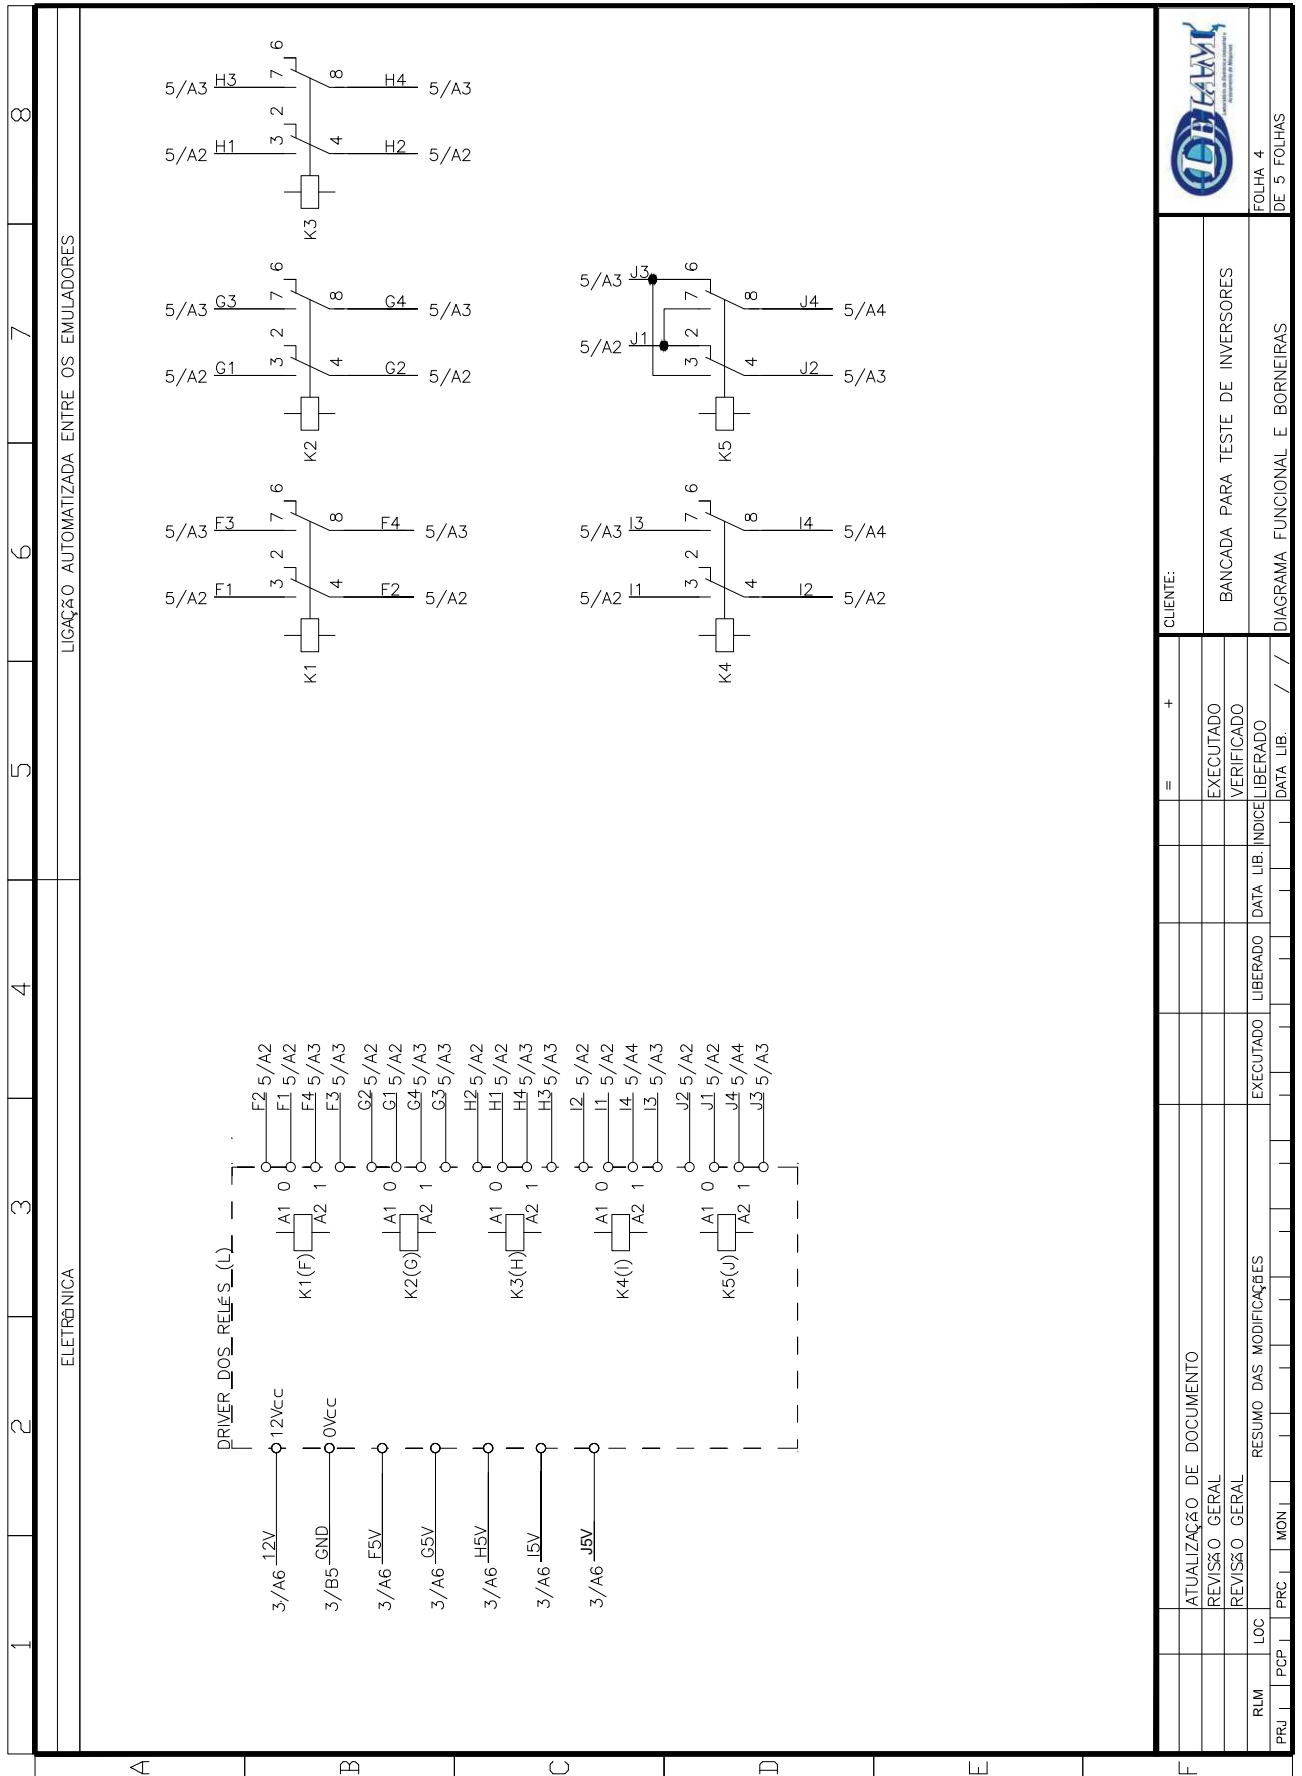 1 2 3 4 5 6 7 8
ELETRÔNICA
LIGAÇÃO AUTOMATIZADA ENTRE OS EMULADORES
A
B
C
D
E
F
DRIVER DOS RELÉS (L)
3/A6 12V 12Vcc
3/B5 GND 0Vcc
3/A6 F5V
3/A6 G5V
3/A6 H5V
3/A6 I5V
3/A6 J5V
K1(F) A1 A2 0 1
F2 5/A2
F1 5/A2
F4 5/A3
F3 5/A3
K2(G) A1 A2 0 1
G2 5/A2
G1 5/A2
G4 5/A3
G3 5/A3
K3(H) A1 A2 0 1
H2 5/A2
H1 5/A2
H4 5/A3
H3 5/A3
K4(I) A1 A2 0 1
I2 5/A2
I1 5/A2
I4 5/A4
I3 5/A3
K5(J) A1 A2 0 1
J2 5/A2
J1 5/A2
J4 5/A4
J3 5/A3
K1
5/A2 F1 3 2 4 F2 5/A2
5/A3 F3 7 6 8 F4 5/A3
K2
5/A2 G1 3 2 4 G2 5/A2
5/A3 G3 7 6 8 G4 5/A3
K3
5/A2 H1 3 2 4 H2 5/A2
5/A3 H3 7 6 8 H4 5/A3
K4
5/A2 I1 3 2 4 I2 5/A2
5/A3 I3 7 6 8 I4 5/A4
K5
5/A2 J1 3 2 4 J2 5/A3
5/A3 J3 7 6 8 J4 5/A4
ATUALIZAÇÃO DE DOCUMENTO
REVISÃO GERAL
REVISÃO GERAL
RLM LOC RESUMO DAS MODIFICAÇÕES EXECUTADO LIBERADO DATA LIB. INDICE
PRJ PCP PRC MON
= +
EXECUTADO
VERIFICADO
LIBERADO
DATA LIB. / /
CLIENTE:
BANCADA PARA TESTE DE INVERSORES
DIAGRAMA FUNCIONAL E BORNEIRAS
LEIAM
Laboratório de Eletrônica Industrial e
Acionamento de Máquinas
FOLHA 4
DE 5 FOLHAS